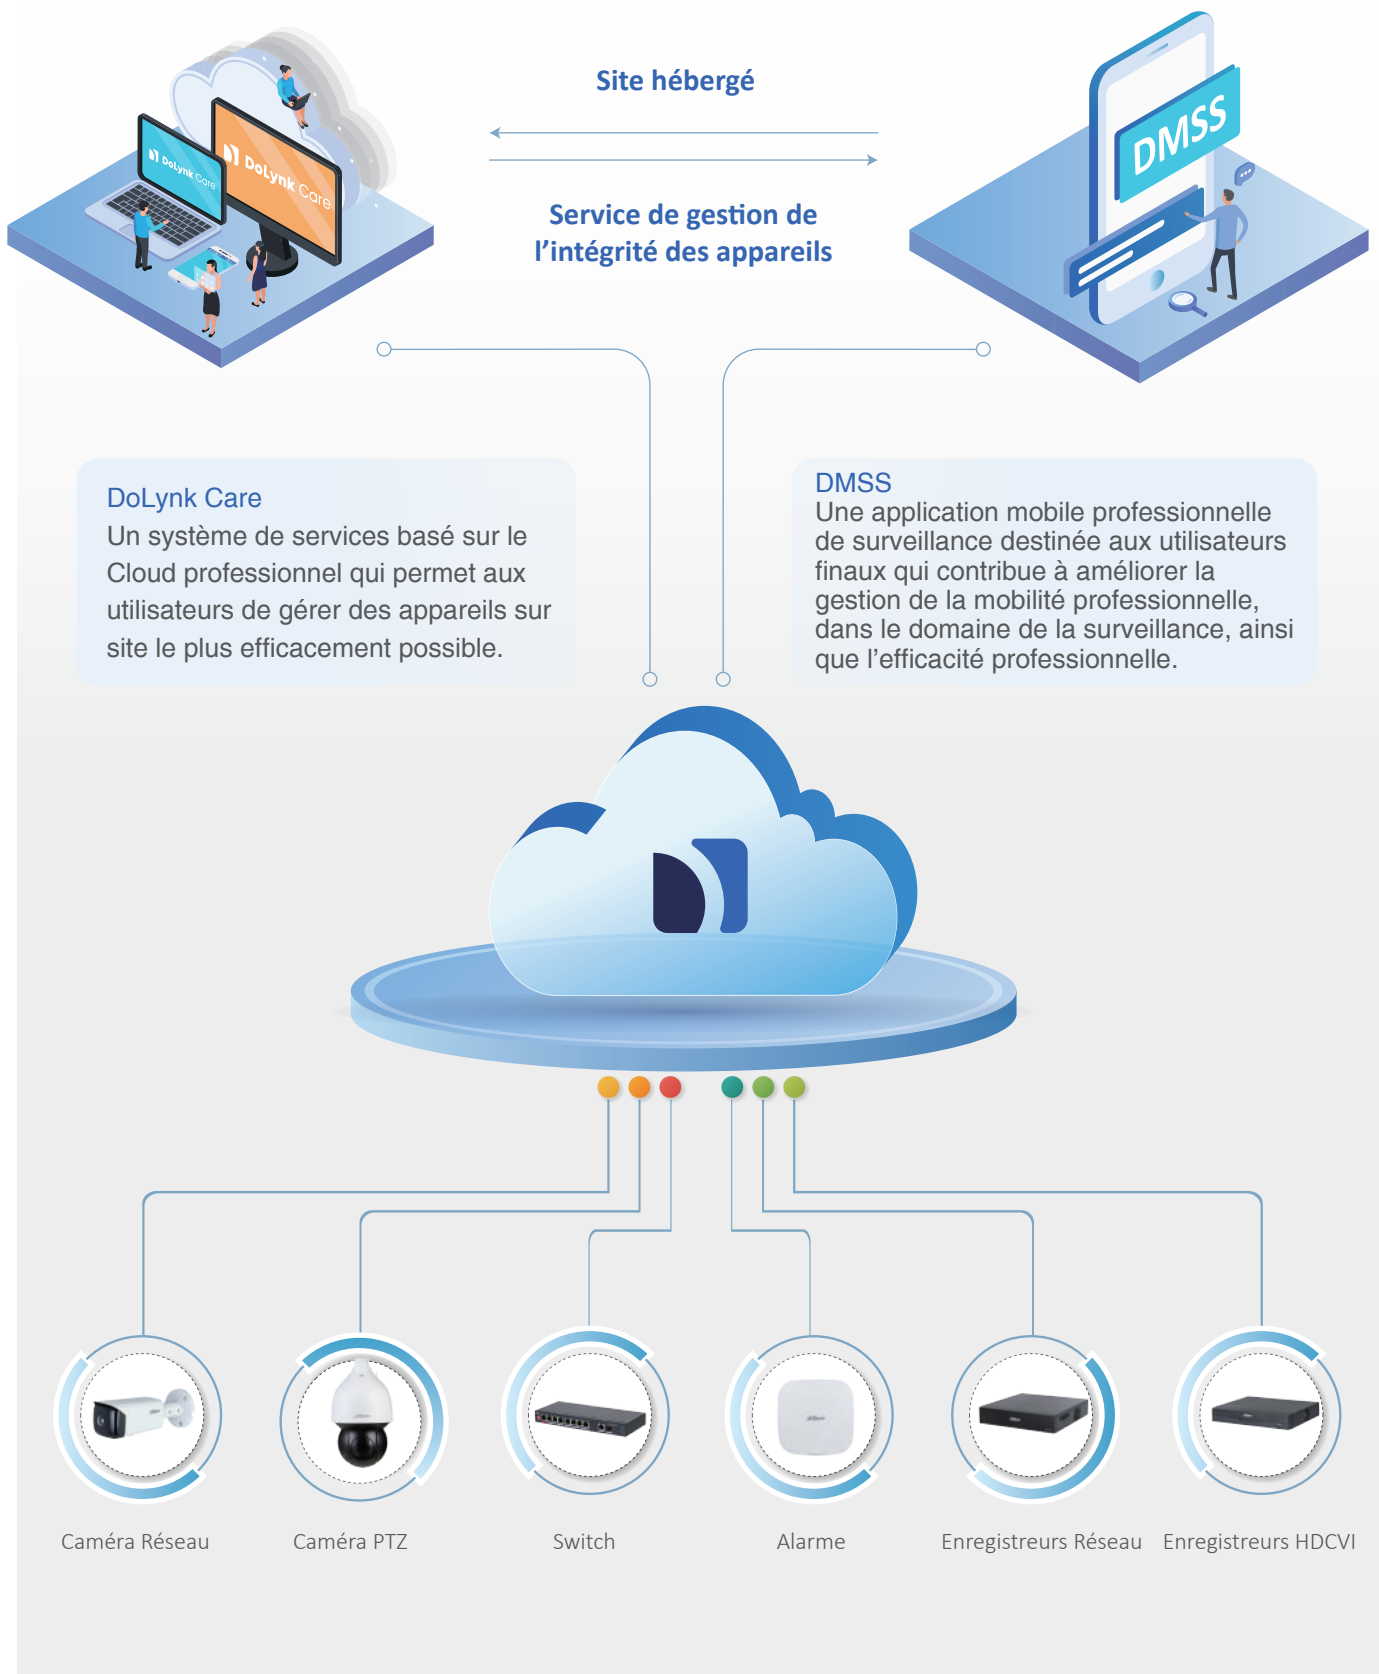 Site hébergé
DoLynk Care
DoLynk Care
DMSS
Service de gestion de
l'intégrité des appareils
DoLynk Care
Un système de services basé sur le
Cloud professionnel qui permet aux
utilisateurs de gérer des appareils sur
site le plus efficacement possible.
DMSS
Une application mobile professionnelle
de surveillance destinée aux utilisateurs
finaux qui contribue à améliorer la
gestion de la mobilité professionnelle,
dans le domaine de la surveillance, ainsi
que l'efficacité professionnelle.
Caméra Réseau
Caméra PTZ
Switch
Alarme
Enregistreurs Réseau
Enregistreurs HDCVI